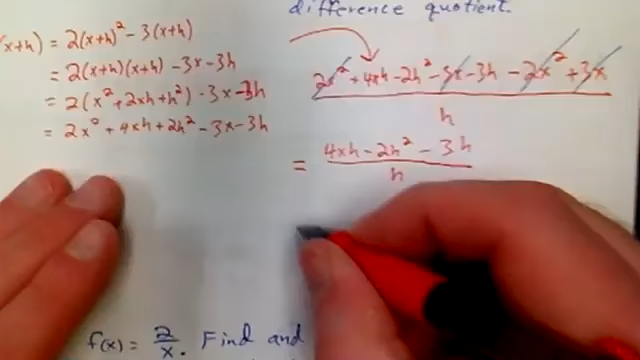 difference quotient.
(x+h) = 2(x+h)² - 3(x+h)
= 2(x+h)(x+h) - 3x - 3h
= 2(x² + 2xh + h²) - 3x - 3h
= 2x² + 4xh + 2h² - 3x - 3h
2x² + 4xh - 2h² - 3x - 3h - 2x² + 3x
h
= 4xh - 2h² - 3h
h
f(x) = 2/x. Find and